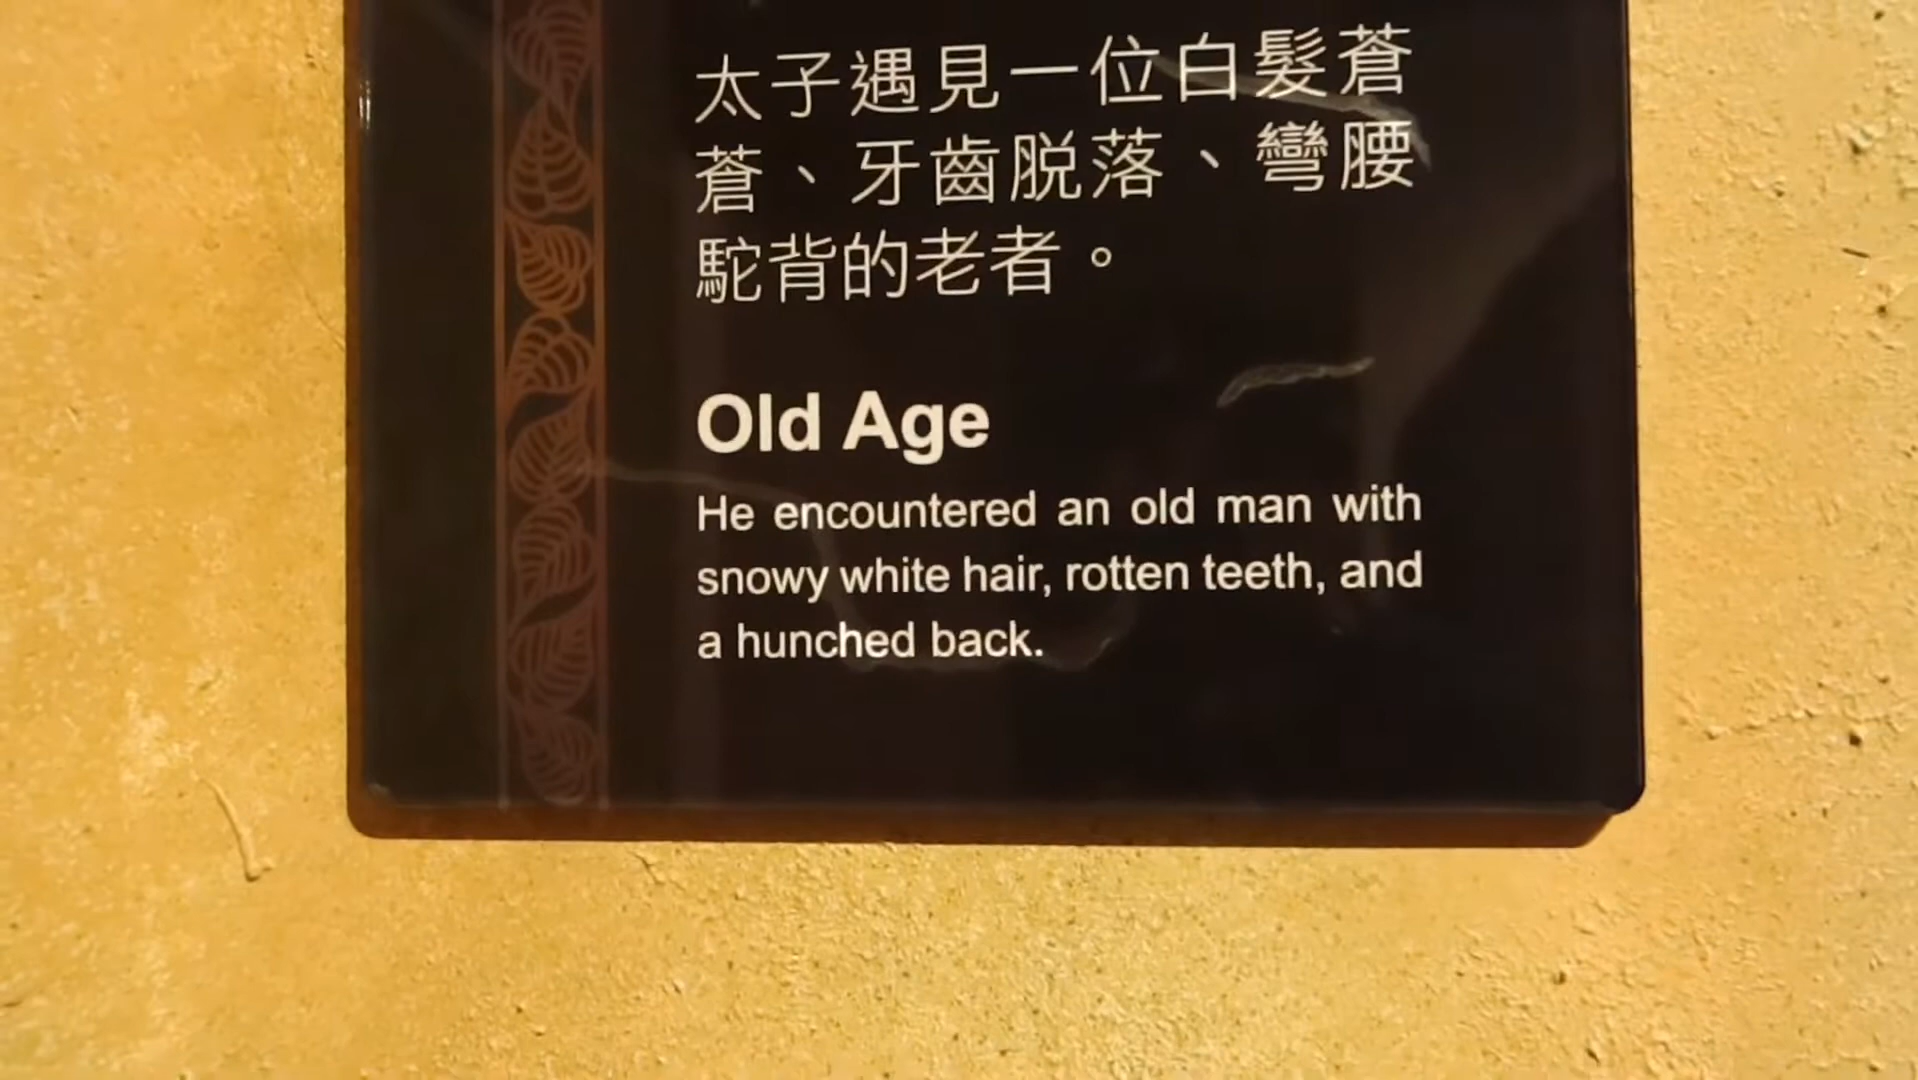 太子遇見一位白髮蒼
蒼、牙齒脫落、彎腰
駝背的老者。
Old Age
He encountered an old man with
snowy white hair, rotten teeth, and
a hunched back.